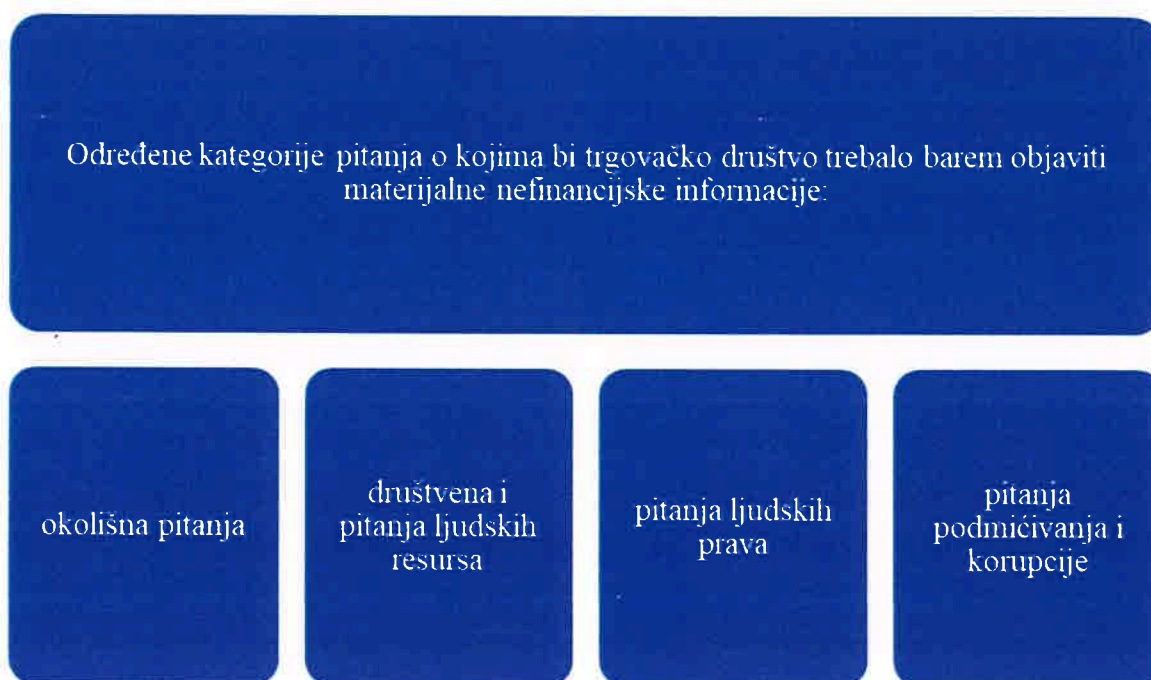 Određene kategorije pitanja o kojima bi trgovačko društvo trebalo barem objaviti
materijalne nefinancijske informacije:
okolišna pitanja
društvena i
pitanja ljudskih
resursa
pitanja ljudskih
prava
pitanja
podmićivanja i
korupcije